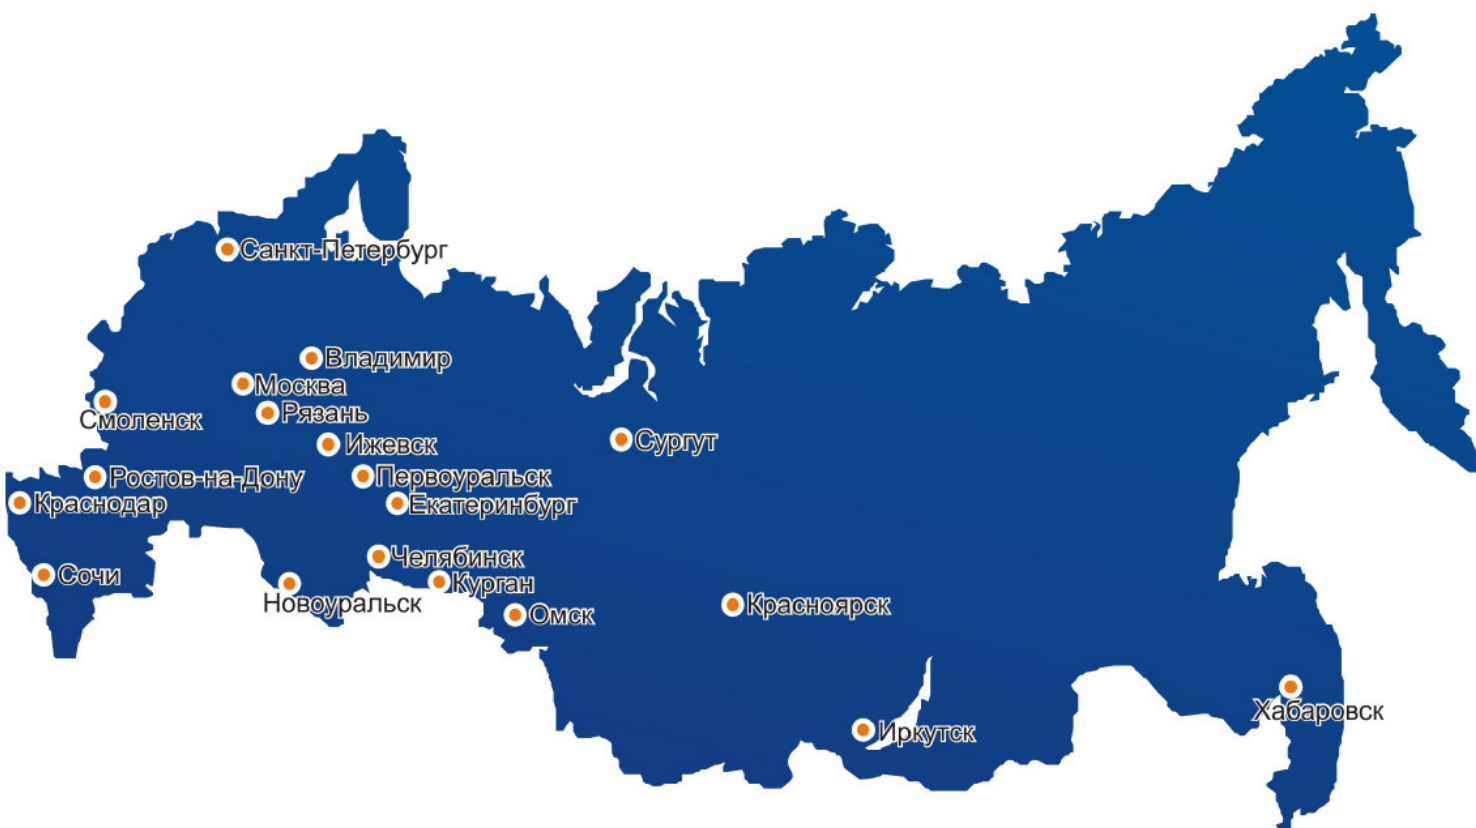 Санкт-Петербург
Владимир
Москва
Смоленск
Рязань
Ижевск
Сургут
Ростов-на-Дону
Первоуральск
Краснодар
Екатеринбург
Челябинск
Сочи
Курган
Новоуральск
Омск
Красноярск
Хабаровск
Иркутск